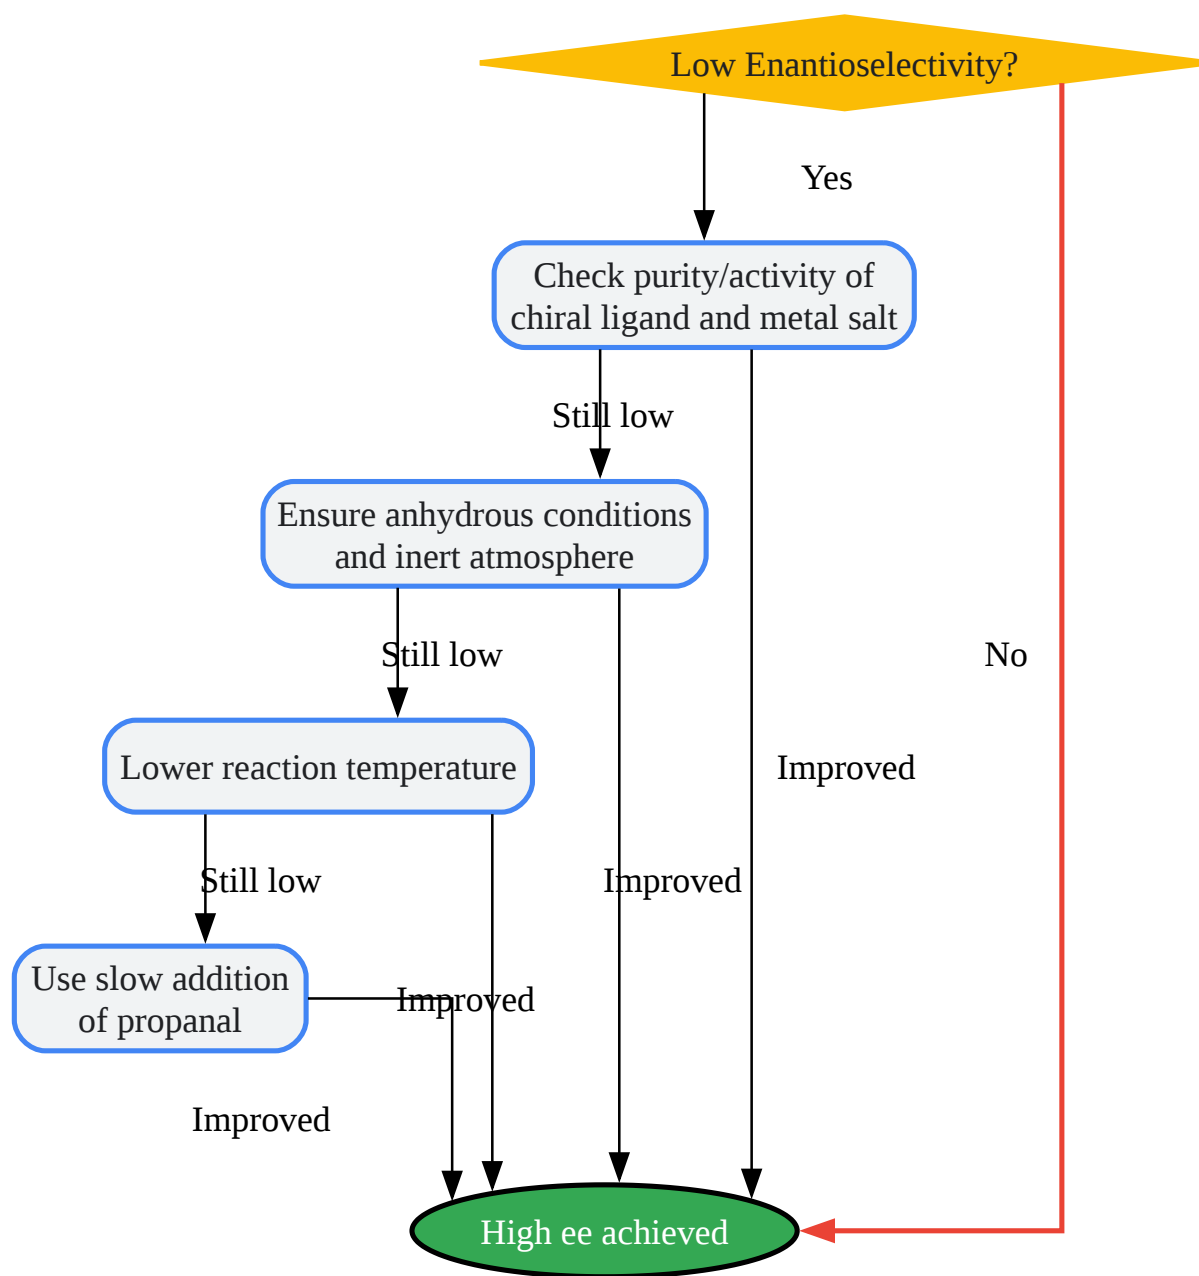 Low Enantioselectivity?
Yes
Check purity/activity of
chiral ligand and metal salt
Still low
Ensure anhydrous conditions
and inert atmosphere
Still low
No
Lower reaction temperature
Improved
Still low
Improved
Use slow addition
of propanal
Improved
Improved
High ee achieved